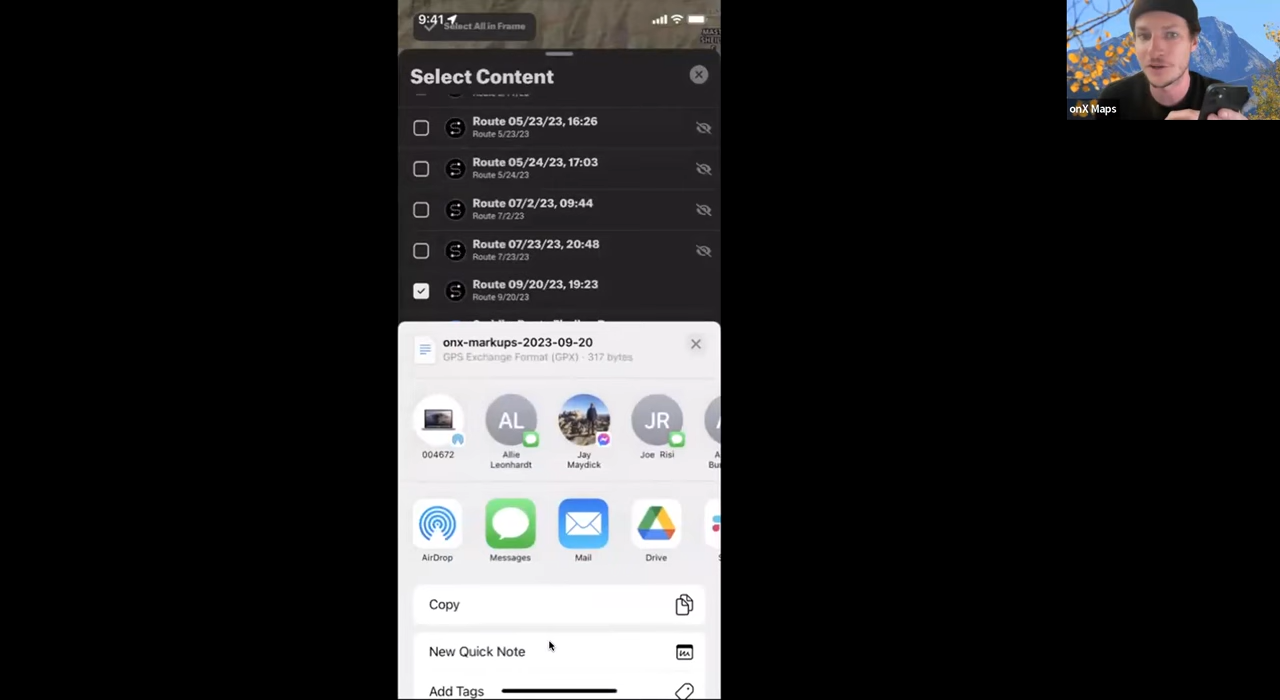 9:41
Select All in Frame
Select Content
Route 05/23/23, 16:26
Route 5/23/23
Route 05/24/23, 17:03
Route 5/24/23
Route 07/2/23, 09:44
Route 7/2/23
Route 07/23/23, 20:48
Route 7/23/23
Route 09/20/23, 19:23
Route 9/20/23
onx-markups-2023-09-20
GPS Exchange Format (GPX) · 317 bytes
AL
JR
004672
Allie
Leonhardt
Jay
Maydick
Joe Risi
AirDrop
Messages
Mail
Drive
Copy
New Quick Note
Add Tags
onX Maps